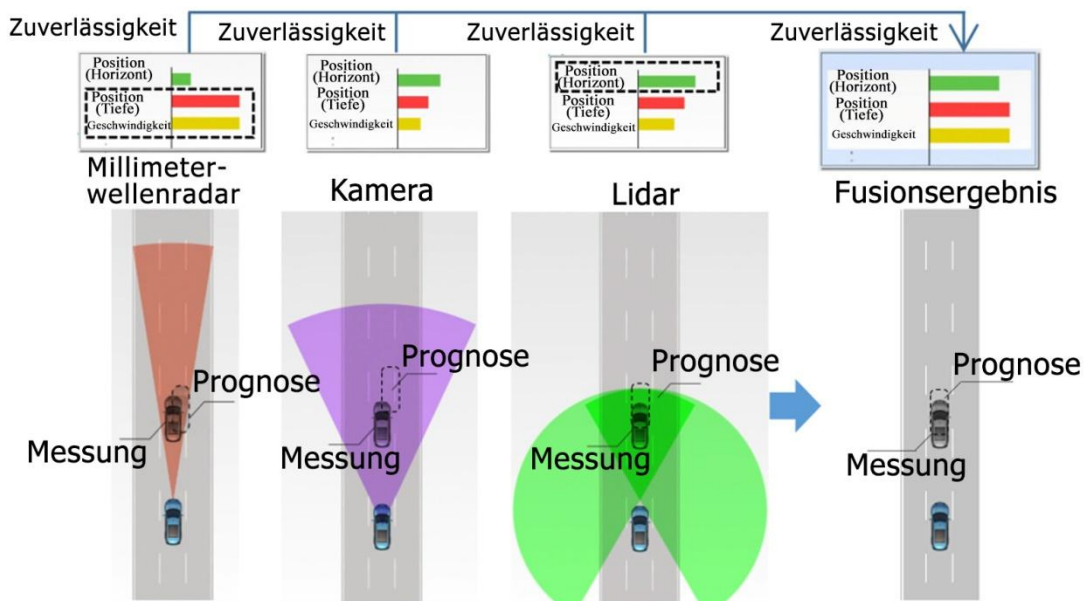 Zuverlässigkeit
Zuverlässigkeit
Zuverlässigkeit
Zuverlässigkeit
Position
(Horizont)
Position
(Tiefe)
Geschwindigkeit
Position
(Horizont)
Position
(Tiefe)
Geschwindigkeit
Position
(Horizont)
Position
(Tiefe)
Geschwindigkeit
Position
(Horizont)
Position
(Tiefe)
Geschwindigkeit
Millimeter-
wellenradar
Kamera
Lidar
Fusionsergebnis
Prognose
Messung
Prognose
Messung
Prognose
Messung
Prognose
Messung